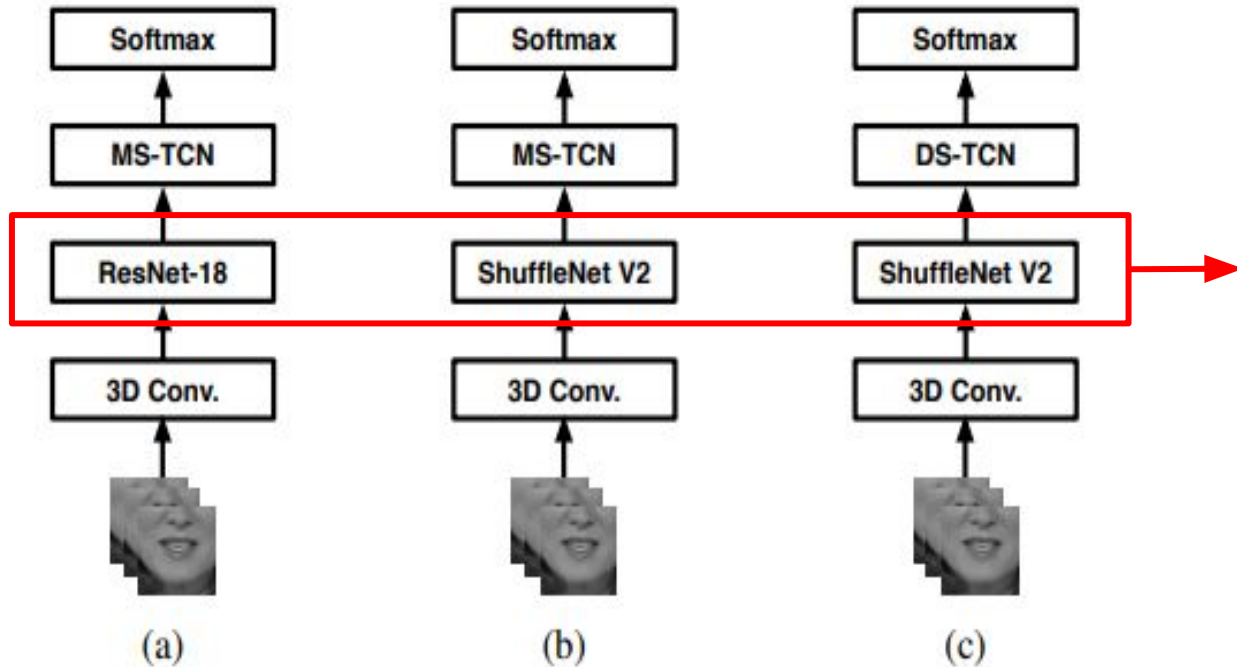 Softmax Softmax Softmax
MS-TCN MS-TCN DS-TCN
ResNet-18 ShuffleNet V2 ShuffleNet V2
3D Conv. 3D Conv. 3D Conv.
(a) (b) (c)